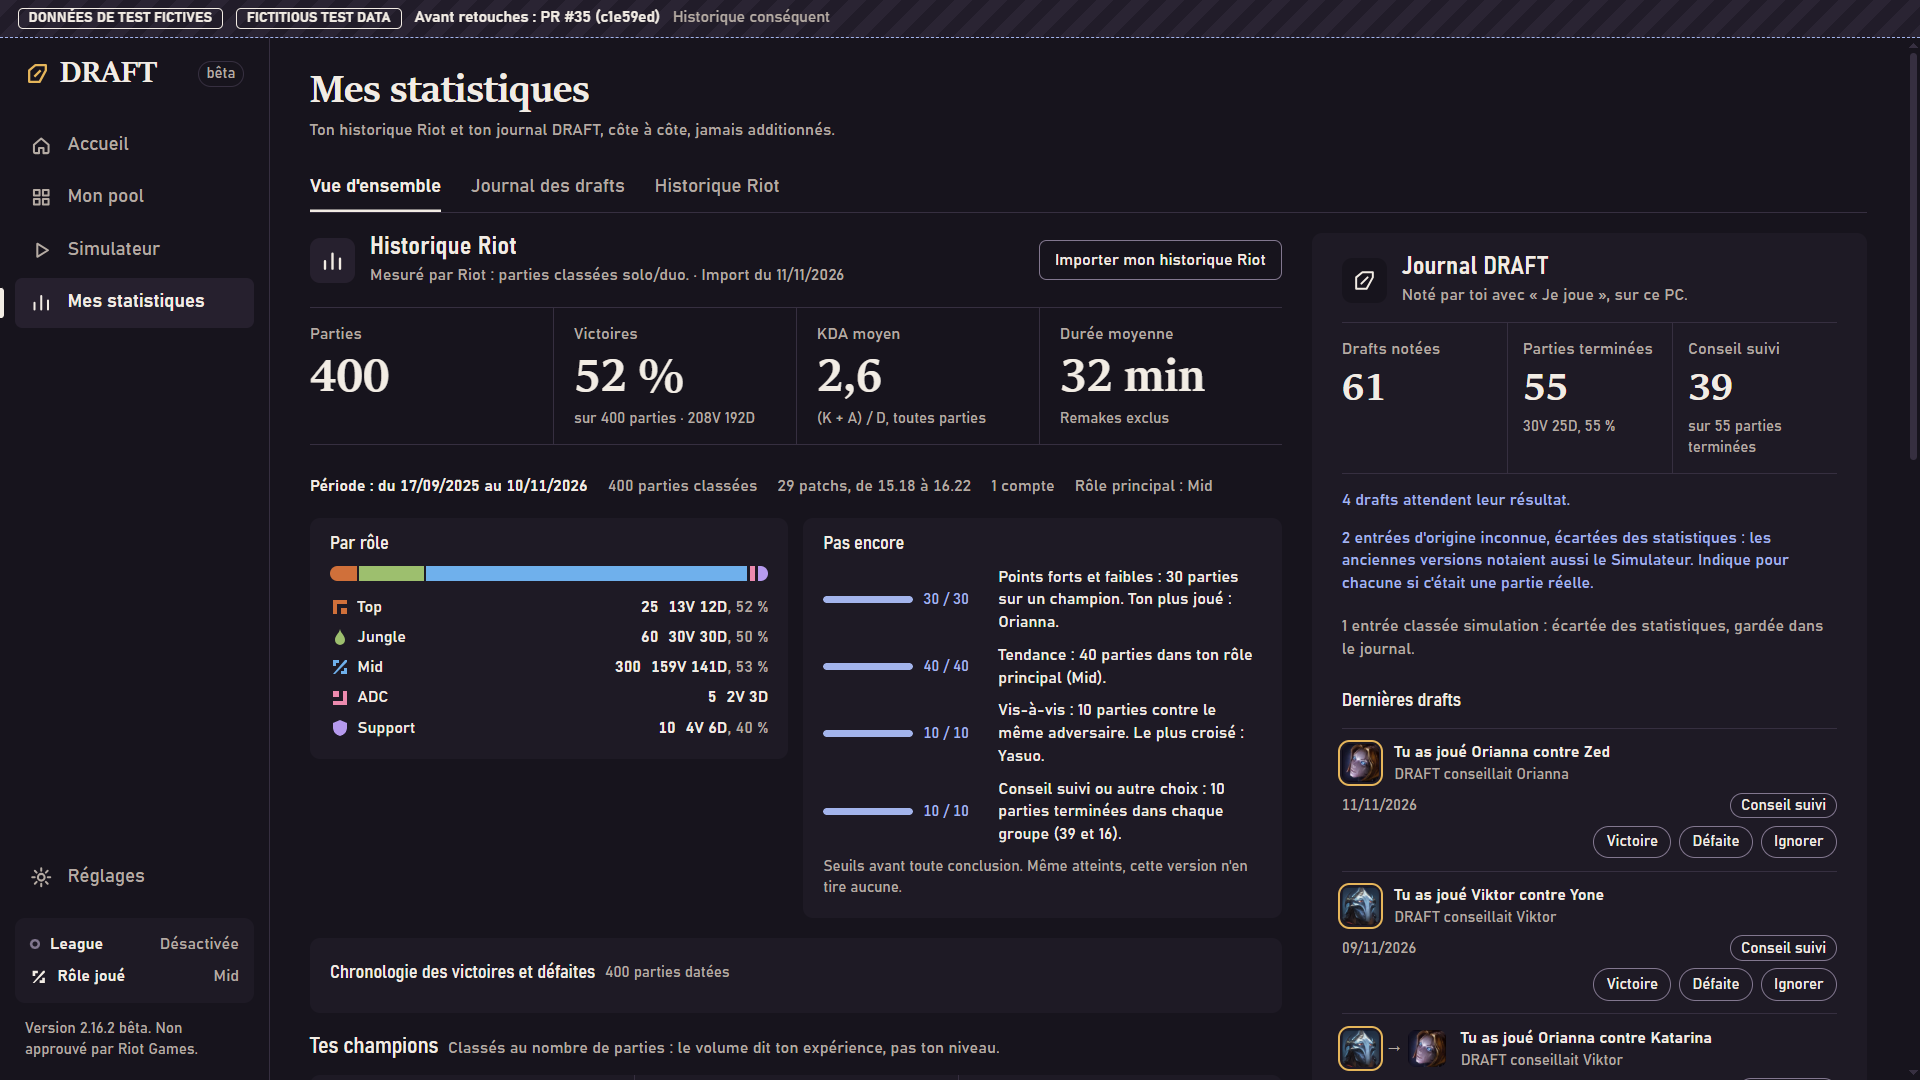 DONNÉES DE TEST FICTIVES
FICTITIOUS TEST DATA
Avant retouches : PR #35 (c1e59ed)
Historique conséquent
DRAFT
bêta
Accueil
Mon pool
Simulateur
Mes statistiques
Réglages
League
Désactivée
Rôle joué
Mid
Version 2.16.2 bêta. Non
approuvé par Riot Games.
Mes statistiques
Ton historique Riot et ton journal DRAFT, côte à côte, jamais additionnés.
Vue d'ensemble
Journal des drafts
Historique Riot
Historique Riot
Mesuré par Riot : parties classées solo/duo. · Import du 11/11/2026
Importer mon historique Riot
Parties
400
Victoires
52 %
sur 400 parties · 208V 192D
KDA moyen
2,6
(K + A) / D, toutes parties
Durée moyenne
32 min
Remakes exclus
Période : du 17/09/2025 au 10/11/2026
400 parties classées
29 patchs, de 15.18 à 16.22
1 compte
Rôle principal : Mid
Par rôle
Top
25 13V 12D, 52 %
Jungle
60 30V 30D, 50 %
Mid
300 159V 141D, 53 %
ADC
5 2V 3D
Support
10 4V 6D, 40 %
Pas encore
30 / 30
Points forts et faibles : 30 parties
sur un champion. Ton plus joué :
Orianna.
40 / 40
Tendance : 40 parties dans ton rôle
principal (Mid).
10 / 10
Vis-à-vis : 10 parties contre le
même adversaire. Le plus croisé :
Yasuo.
10 / 10
Conseil suivi ou autre choix : 10
parties terminées dans chaque
groupe (39 et 16).
Seuils avant toute conclusion. Même atteints, cette version n'en
tire aucune.
Chronologie des victoires et défaites
400 parties datées
Tes champions
Classés au nombre de parties : le volume dit ton expérience, pas ton niveau.
Journal DRAFT
Noté par toi avec « Je joue », sur ce PC.
Drafts notées
61
Parties terminées
55
30V 25D, 55 %
Conseil suivi
39
sur 55 parties
terminées
4 drafts attendent leur résultat.
2 entrées d'origine inconnue, écartées des statistiques : les
anciennes versions notaient aussi le Simulateur. Indique pour
chacune si c'était une partie réelle.
1 entrée classée simulation : écartée des statistiques, gardée dans
le journal.
Dernières drafts
Tu as joué Orianna contre Zed
DRAFT conseillait Orianna
11/11/2026
Conseil suivi
Victoire
Défaite
Ignorer
Tu as joué Viktor contre Yone
DRAFT conseillait Viktor
09/11/2026
Conseil suivi
Victoire
Défaite
Ignorer
→
Tu as joué Orianna contre Katarina
DRAFT conseillait Viktor